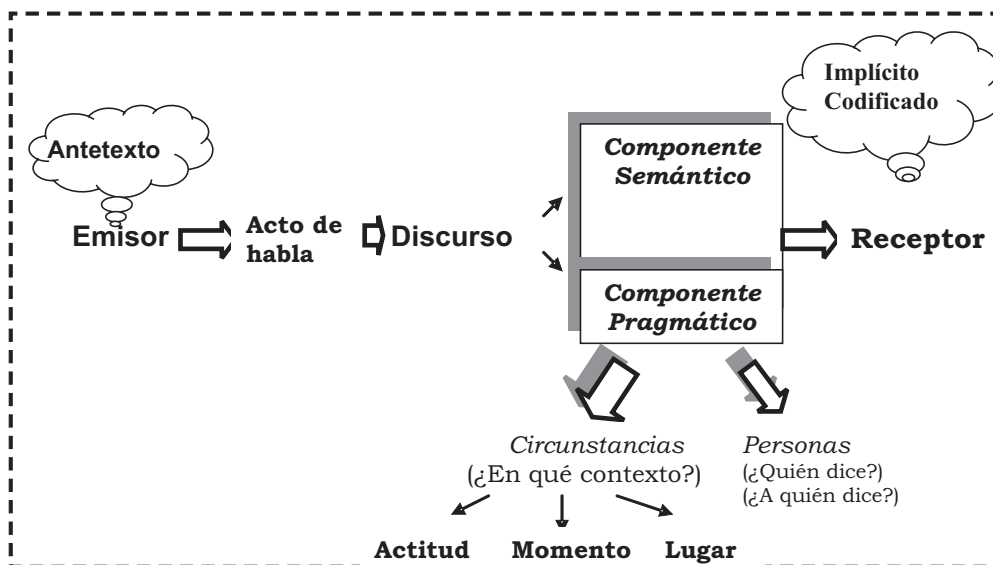 Implícito
Codificado
Antetexto
Componente
Semántico
Emisor
Acto de
habla
Discurso
Receptor
Componente
Pragmático
Circunstancias
(¿En qué contexto?)
Personas
(¿Quién dice?)
(¿A quién dice?)
Actitud Momento Lugar